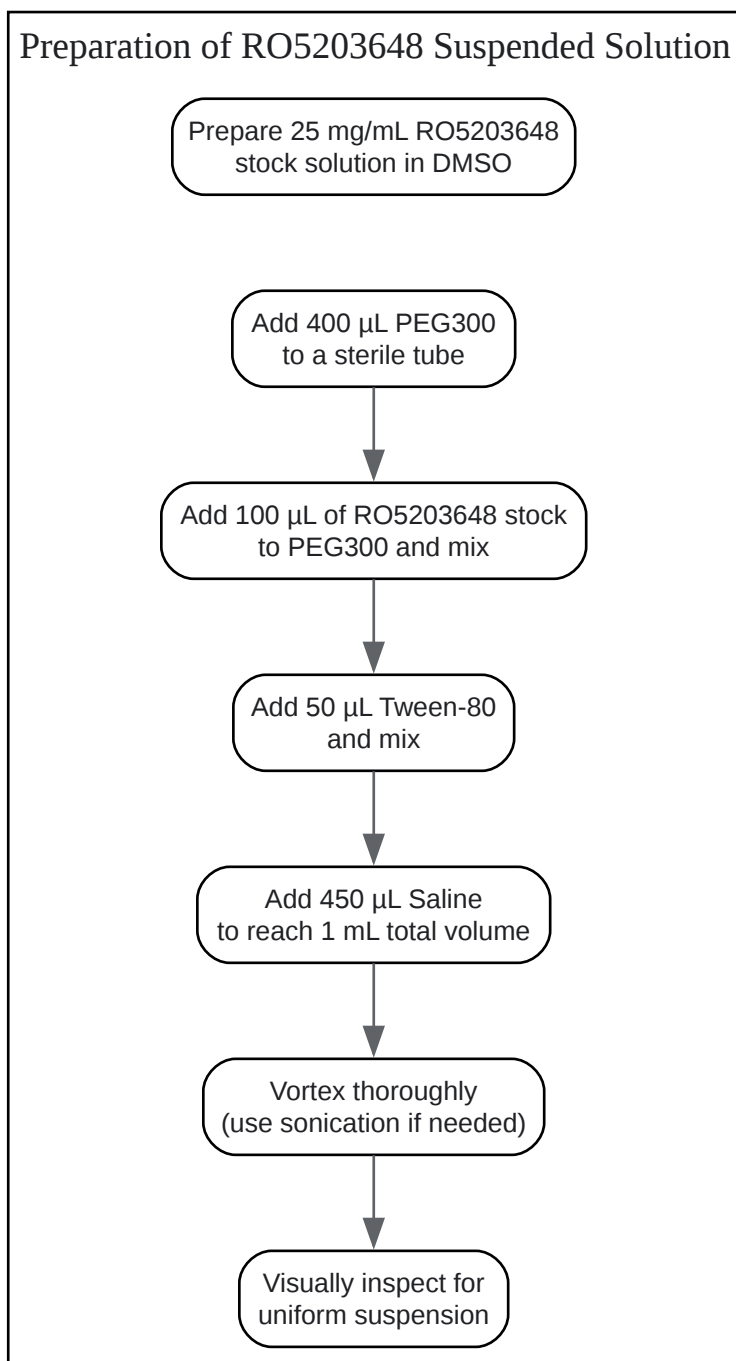 Preparation of RO5203648 Suspended Solution
Prepare 25 mg/mL RO5203648
stock solution in DMSO
Add 400 µL PEG300
to a sterile tube
Add 100 µL of RO5203648 stock
to PEG300 and mix
Add 50 µL Tween-80
and mix
Add 450 µL Saline
to reach 1 mL total volume
Vortex thoroughly
(use sonication if needed)
Visually inspect for
uniform suspension